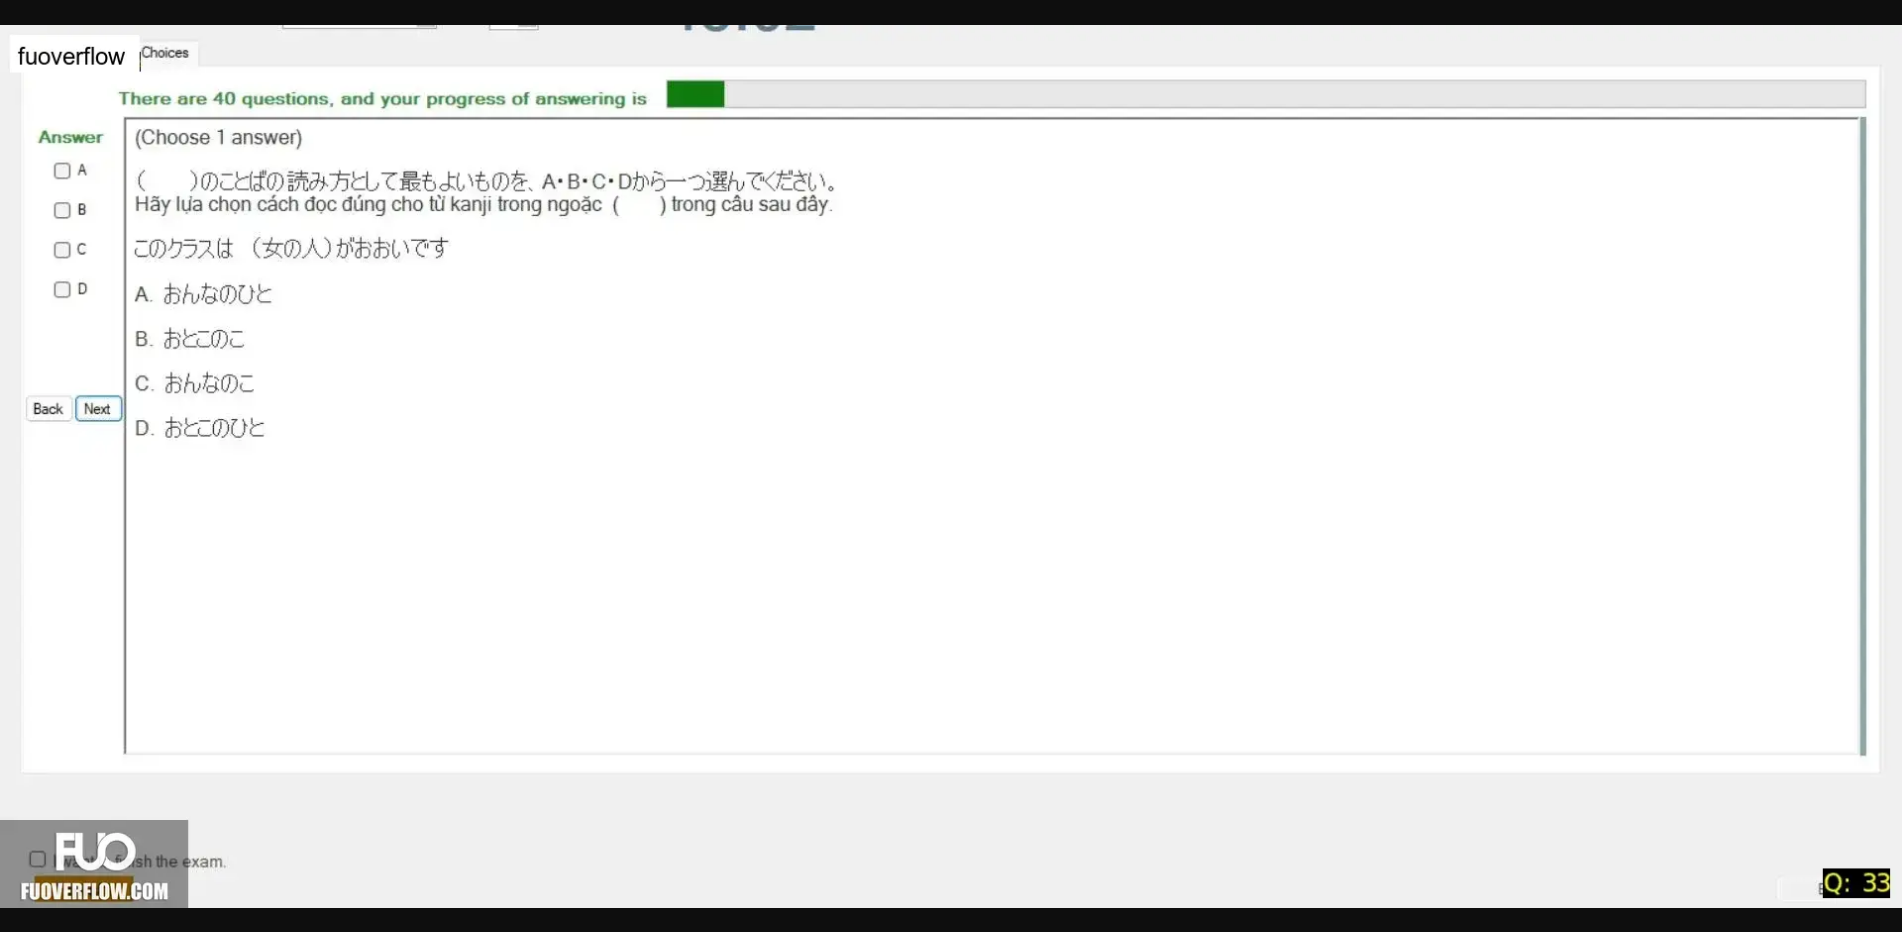 fuoverflow
Choices
There are 40 questions, and your progress of answering is
Answer
(Choose 1 answer)
A
B
C
D
(　　)のことばの読み方として最もよいものを、A・B・C・Dから一つ選んでください。
Hãy lựa chọn cách đọc đúng cho từ kanji trong ngoặc (　　) trong câu sau đây.
このクラスは （女の人）がおおいです
A. おんなのひと
B. おとこのこ
C. おんなのこ
D. おとこのひと
Back
Next
FUO
the exam.
FUOVERFLOW.COM
Q: 33